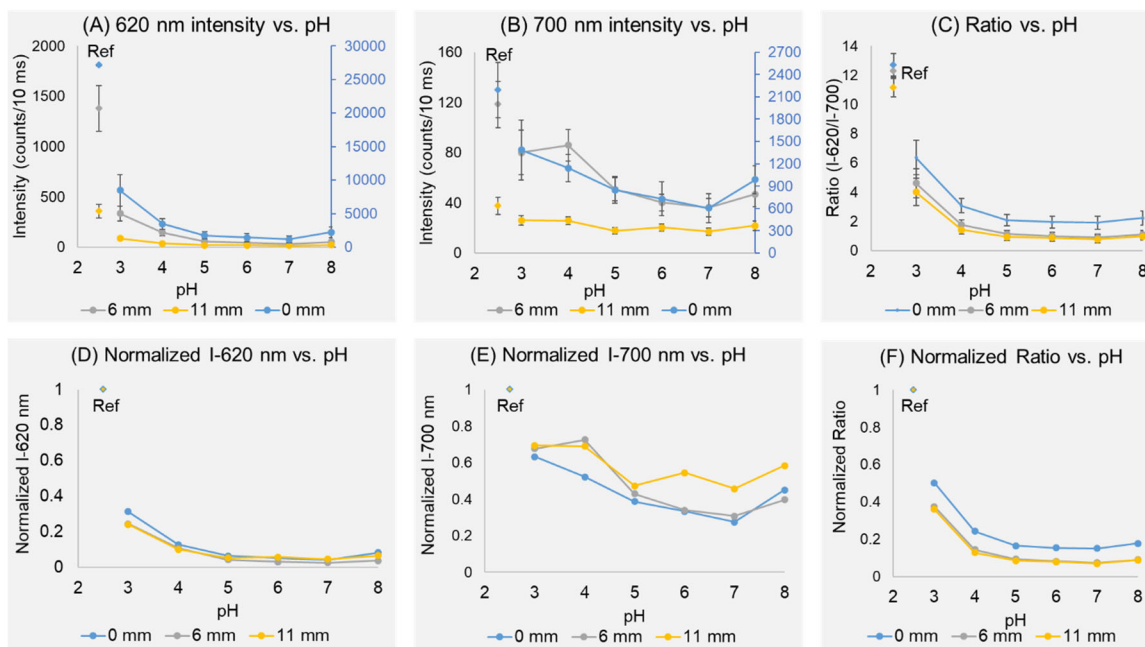 (A) 620 nm intensity vs. pH
Intensity (counts/10 ms)
2000
1500
1000
500
0
Ref
30000
25000
20000
15000
10000
5000
0
2 3 4 5 6 7 8
pH
6 mm 11 mm 0 mm
(B) 700 nm intensity vs. pH
Intensity (counts/10 ms)
160
120
80
40
0
Ref
2700
2400
2100
1800
1500
1200
900
600
300
0
2 3 4 5 6 7 8
pH
6 mm 11 mm 0 mm
(C) Ratio vs. pH
Ratio (I-620/I-700)
14
12
10
8
6
4
2
0
Ref
2 3 4 5 6 7 8
pH
0 mm 6 mm 11 mm
(D) Normalized I-620 nm vs. pH
Normalized I-620 nm
1
0.8
0.6
0.4
0.2
0
Ref
2 3 4 5 6 7 8
pH
0 mm 6 mm 11 mm
(E) Normalized I-700 nm vs. pH
Normalized I-700 nm
1
0.8
0.6
0.4
0.2
0
Ref
2 3 4 5 6 7 8
pH
0 mm 6 mm 11 mm
(F) Normalized Ratio vs. pH
Normalized Ratio
1
0.8
0.6
0.4
0.2
0
Ref
2 3 4 5 6 7 8
pH
0 mm 6 mm 11 mm